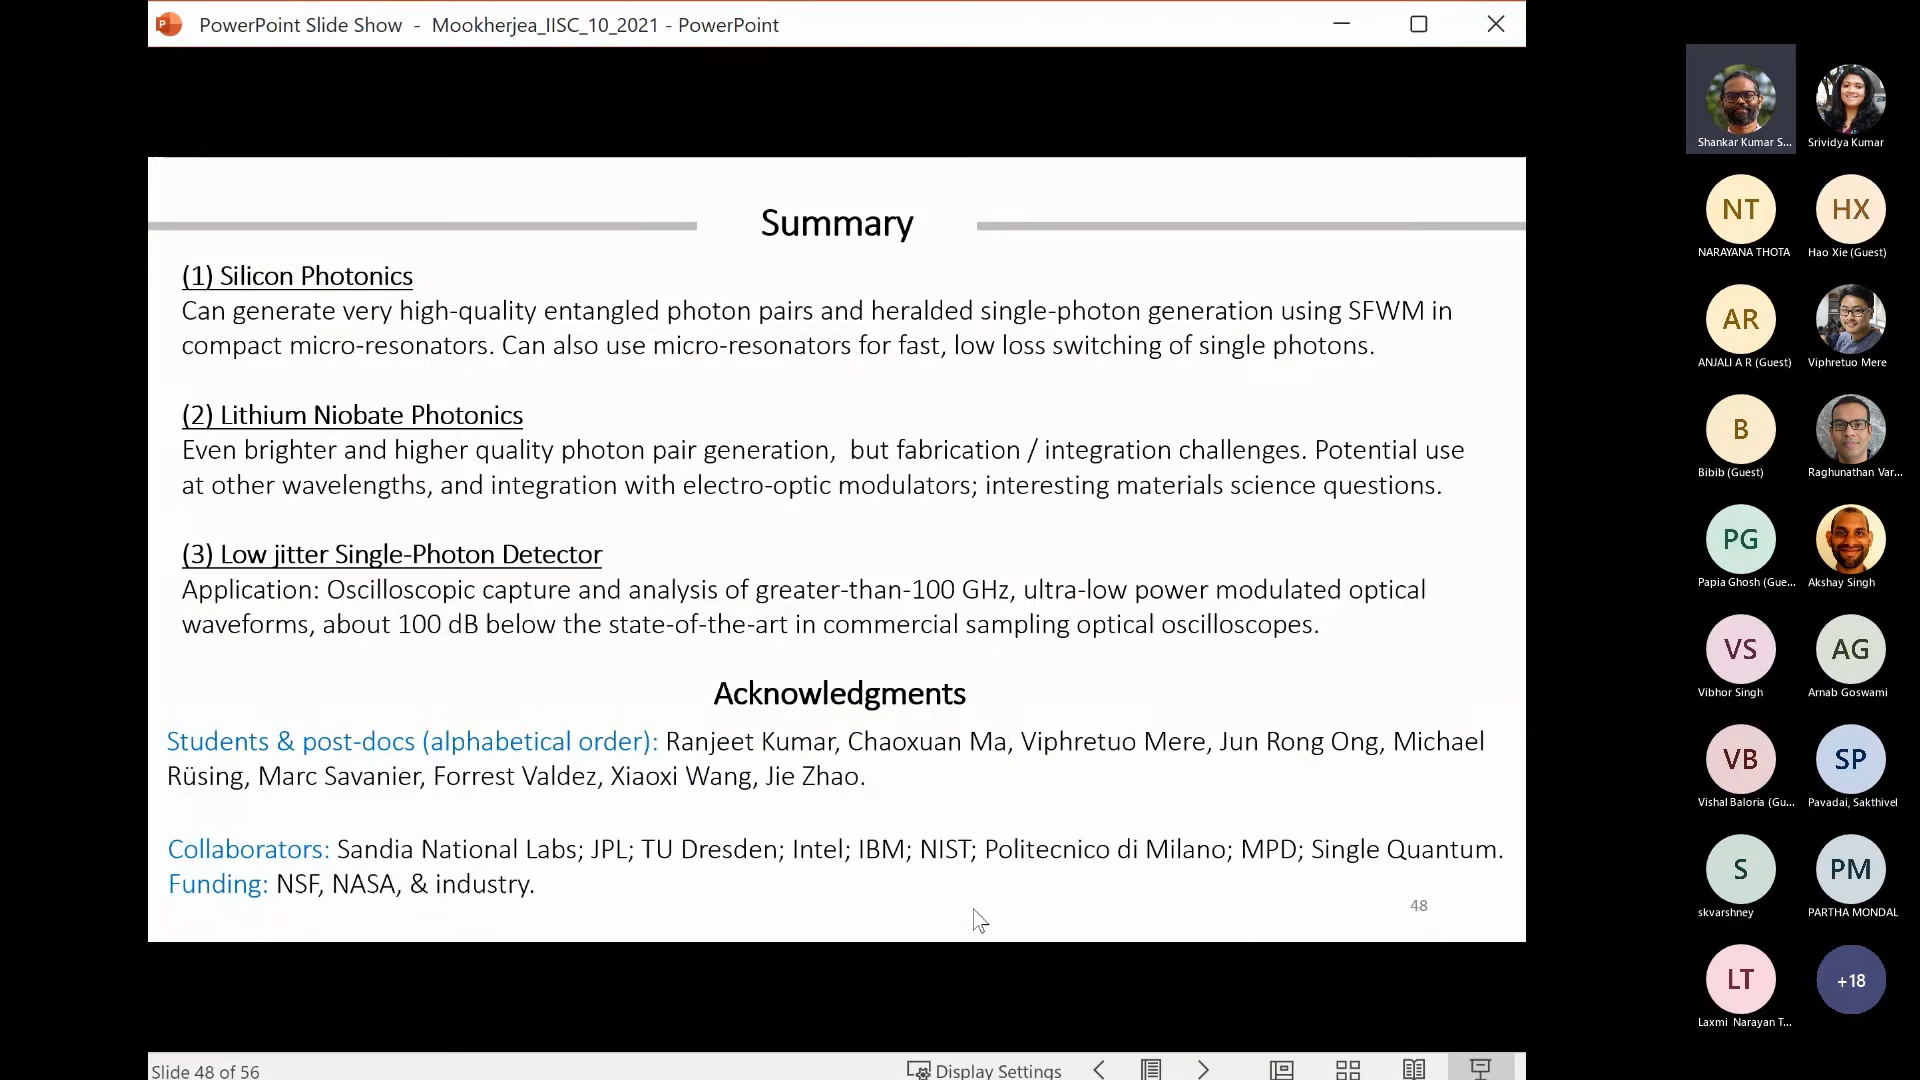 PowerPoint Slide Show - Mookherjea_IISC_10_2021 - PowerPoint
Summary
(1) Silicon Photonics
Can generate very high-quality entangled photon pairs and heralded single-photon generation using SFWM in
compact micro-resonators. Can also use micro-resonators for fast, low loss switching of single photons.
(2) Lithium Niobate Photonics
Even brighter and higher quality photon pair generation, but fabrication / integration challenges. Potential use
at other wavelengths, and integration with electro-optic modulators; interesting materials science questions.
(3) Low jitter Single-Photon Detector
Application: Oscilloscopic capture and analysis of greater-than-100 GHz, ultra-low power modulated optical
waveforms, about 100 dB below the state-of-the-art in commercial sampling optical oscilloscopes.
Acknowledgments
Students & post-docs (alphabetical order): Ranjeet Kumar, Chaoxuan Ma, Viphretuo Mere, Jun Rong Ong, Michael
Rüsing, Marc Savanier, Forrest Valdez, Xiaoxi Wang, Jie Zhao.
Collaborators: Sandia National Labs; JPL; TU Dresden; Intel; IBM; NIST; Politecnico di Milano; MPD; Single Quantum.
Funding: NSF, NASA, & industry.
48
Slide 48 of 56
Display Settings
Shankar Kumar S...
Srividya Kumar
NT
HX
NARAYANA THOTA
Hao Xie (Guest)
AR
ANJALI A R (Guest)
Viphretuo Mere
B
Bibib (Guest)
Raghunathan Var...
PG
Papia Ghosh (Gue...
Akshay Singh
VS
AG
Vibhor Singh
Arnab Goswami
VB
SP
Vishal Baloria (Gu...
Pavadai, Sakthivel
S
PM
skvarshney
PARTHA MONDAL
LT
+18
Laxmi Narayan T...